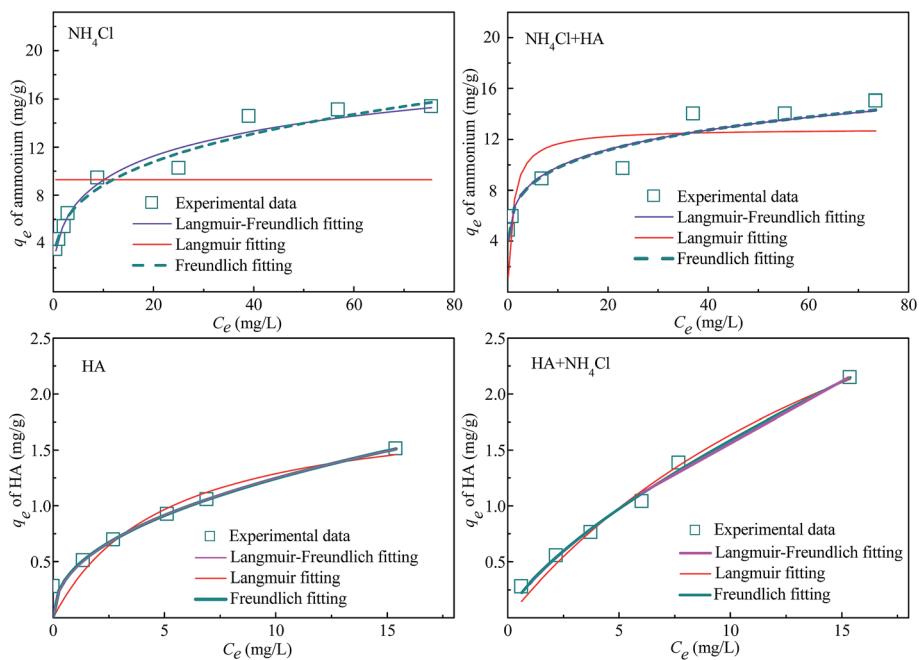 NH₄Cl
qₑ of ammonium (mg/g)
20
16
12
8
4
Experimental data
Langmuir-Freundlich fitting
Langmuir fitting
Freundlich fitting
0 20 40 60 80
Cₑ (mg/L)
NH₄Cl+HA
qₑ of ammonium (mg/g)
20
16
12
8
4
Experimental data
Langmuir-Freundlich fitting
Langmuir fitting
Freundlich fitting
0 20 40 60 80
Cₑ (mg/L)
HA
qₑ of HA (mg/g)
2.5
2.0
1.5
1.0
0.5
Experimental data
Langmuir-Freundlich fitting
Langmuir fitting
Freundlich fitting
0 5 10 15
Cₑ (mg/L)
HA+NH₄Cl
qₑ of HA (mg/g)
2.5
2.0
1.5
1.0
0.5
Experimental data
Langmuir-Freundlich fitting
Langmuir fitting
Freundlich fitting
0 5 10 15
Cₑ (mg/L)